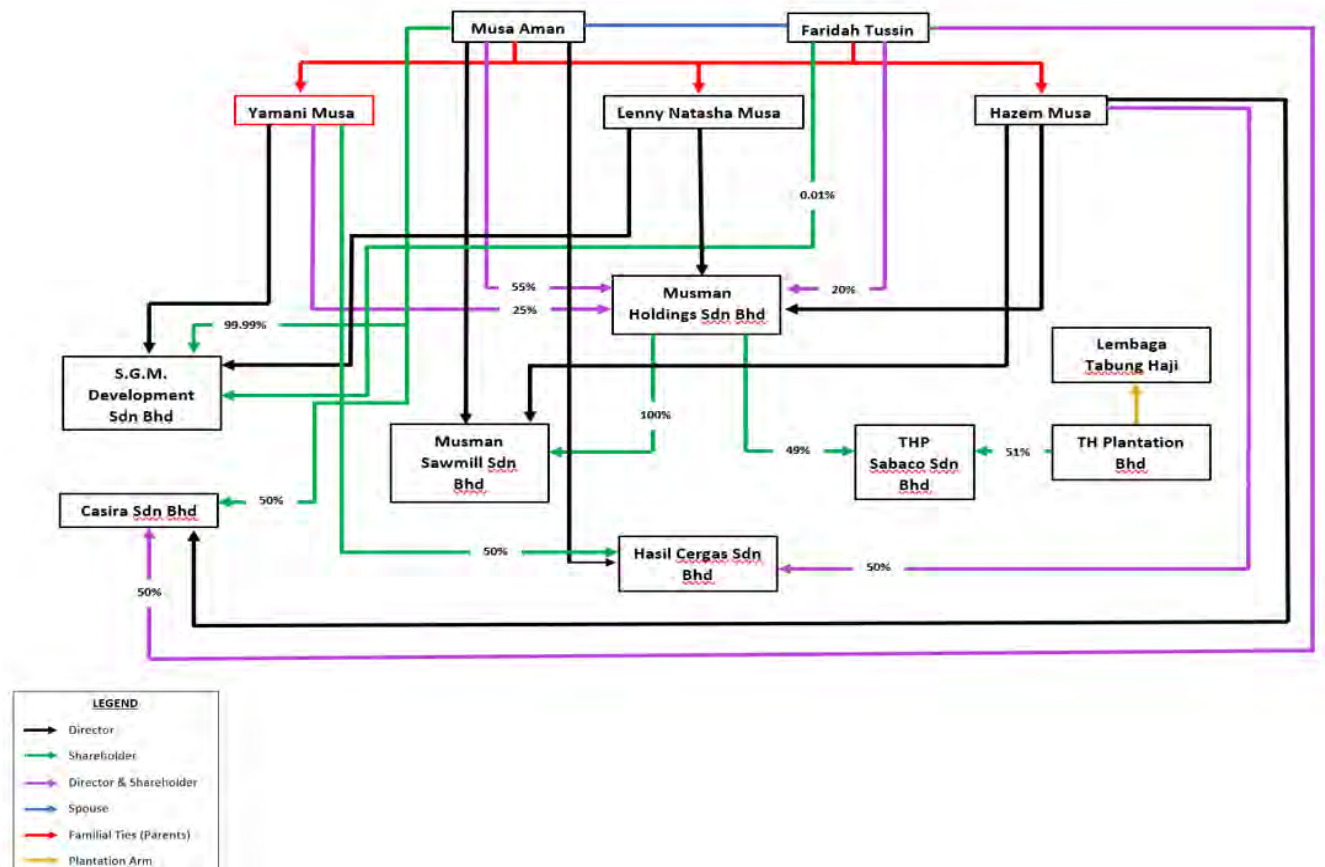 Musa Aman
Faridah Tussin
Yamani Musa
Lenny Natasha Musa
Hazem Musa
0.01%
55%
Musman
Holdings Sdn Bhd
20%
25%
99.99%
S.G.M.
Development
Sdn Bhd
Lembaga
Tabung Haji
100%
Musman
Sawmill Sdn
Bhd
49%
THP
Sabaco Sdn
Bhd
51%
TH Plantation
Bhd
Casira Sdn Bhd
50%
50%
Hasil Cergas Sdn
Bhd
50%
50%
LEGEND
Director
Shareholder
Director & Shareholder
Spouse
Familial Ties (Parents)
Plantation Arm